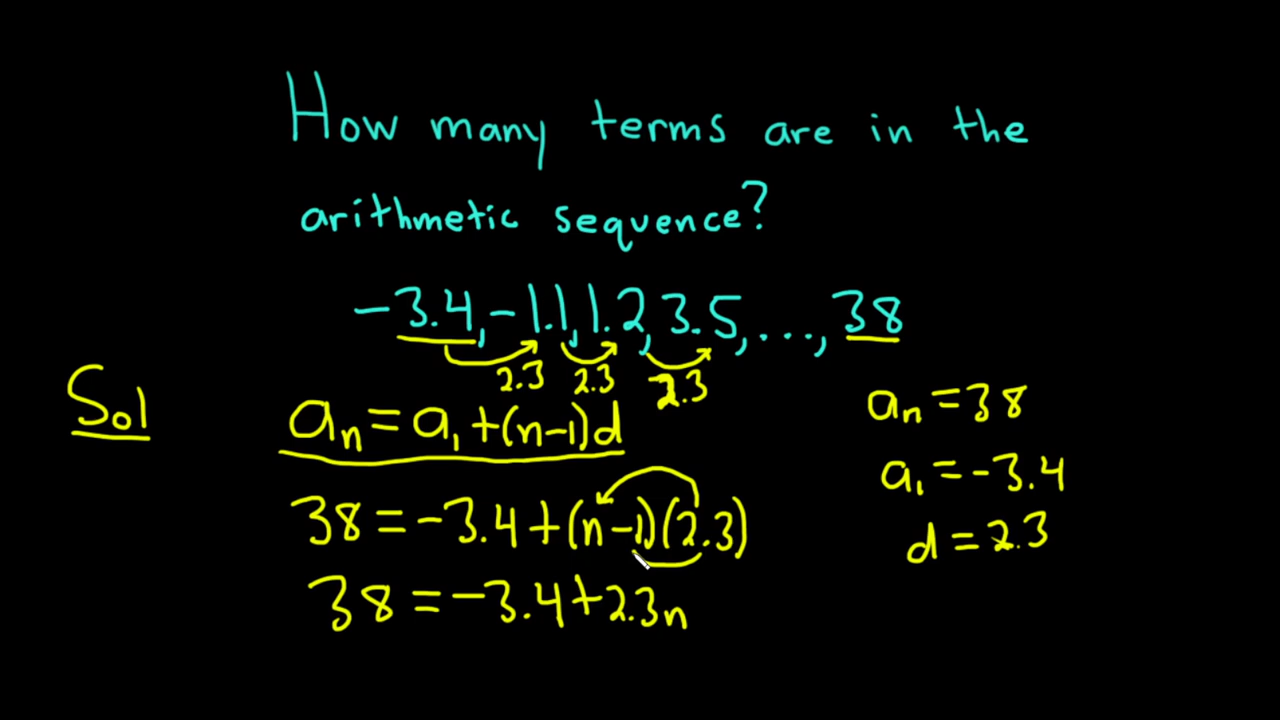 How many terms are in the
arithmetic sequence?
-3.4, -1.1, 1.2, 3.5, ..., 38
2.3 2.3 2.3
Sol
aₙ = a₁ + (n-1)d
38 = -3.4 + (n-1)(2.3)
38 = -3.4 + 2.3n
aₙ = 38
a₁ = -3.4
d = 2.3